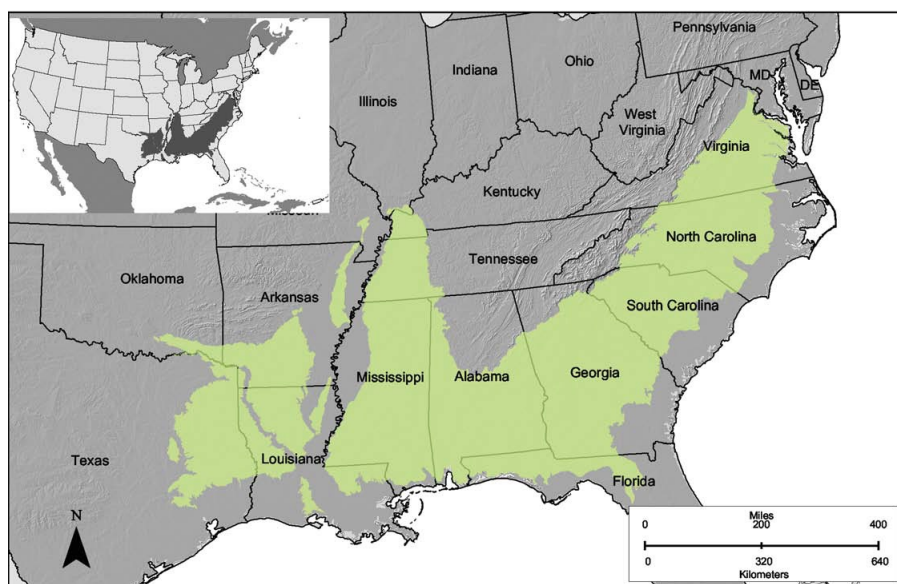 Pennsylvania
Ohio
Indiana
MD
DE
Illinois
West
Virginia
Virginia
Kentucky
Missouri
North Carolina
Tennessee
Oklahoma
Arkansas
South Carolina
Mississippi
Alabama
Georgia
Texas
Louisiana
Florida
N
Miles
0 200 400
0 320 640
Kilometers